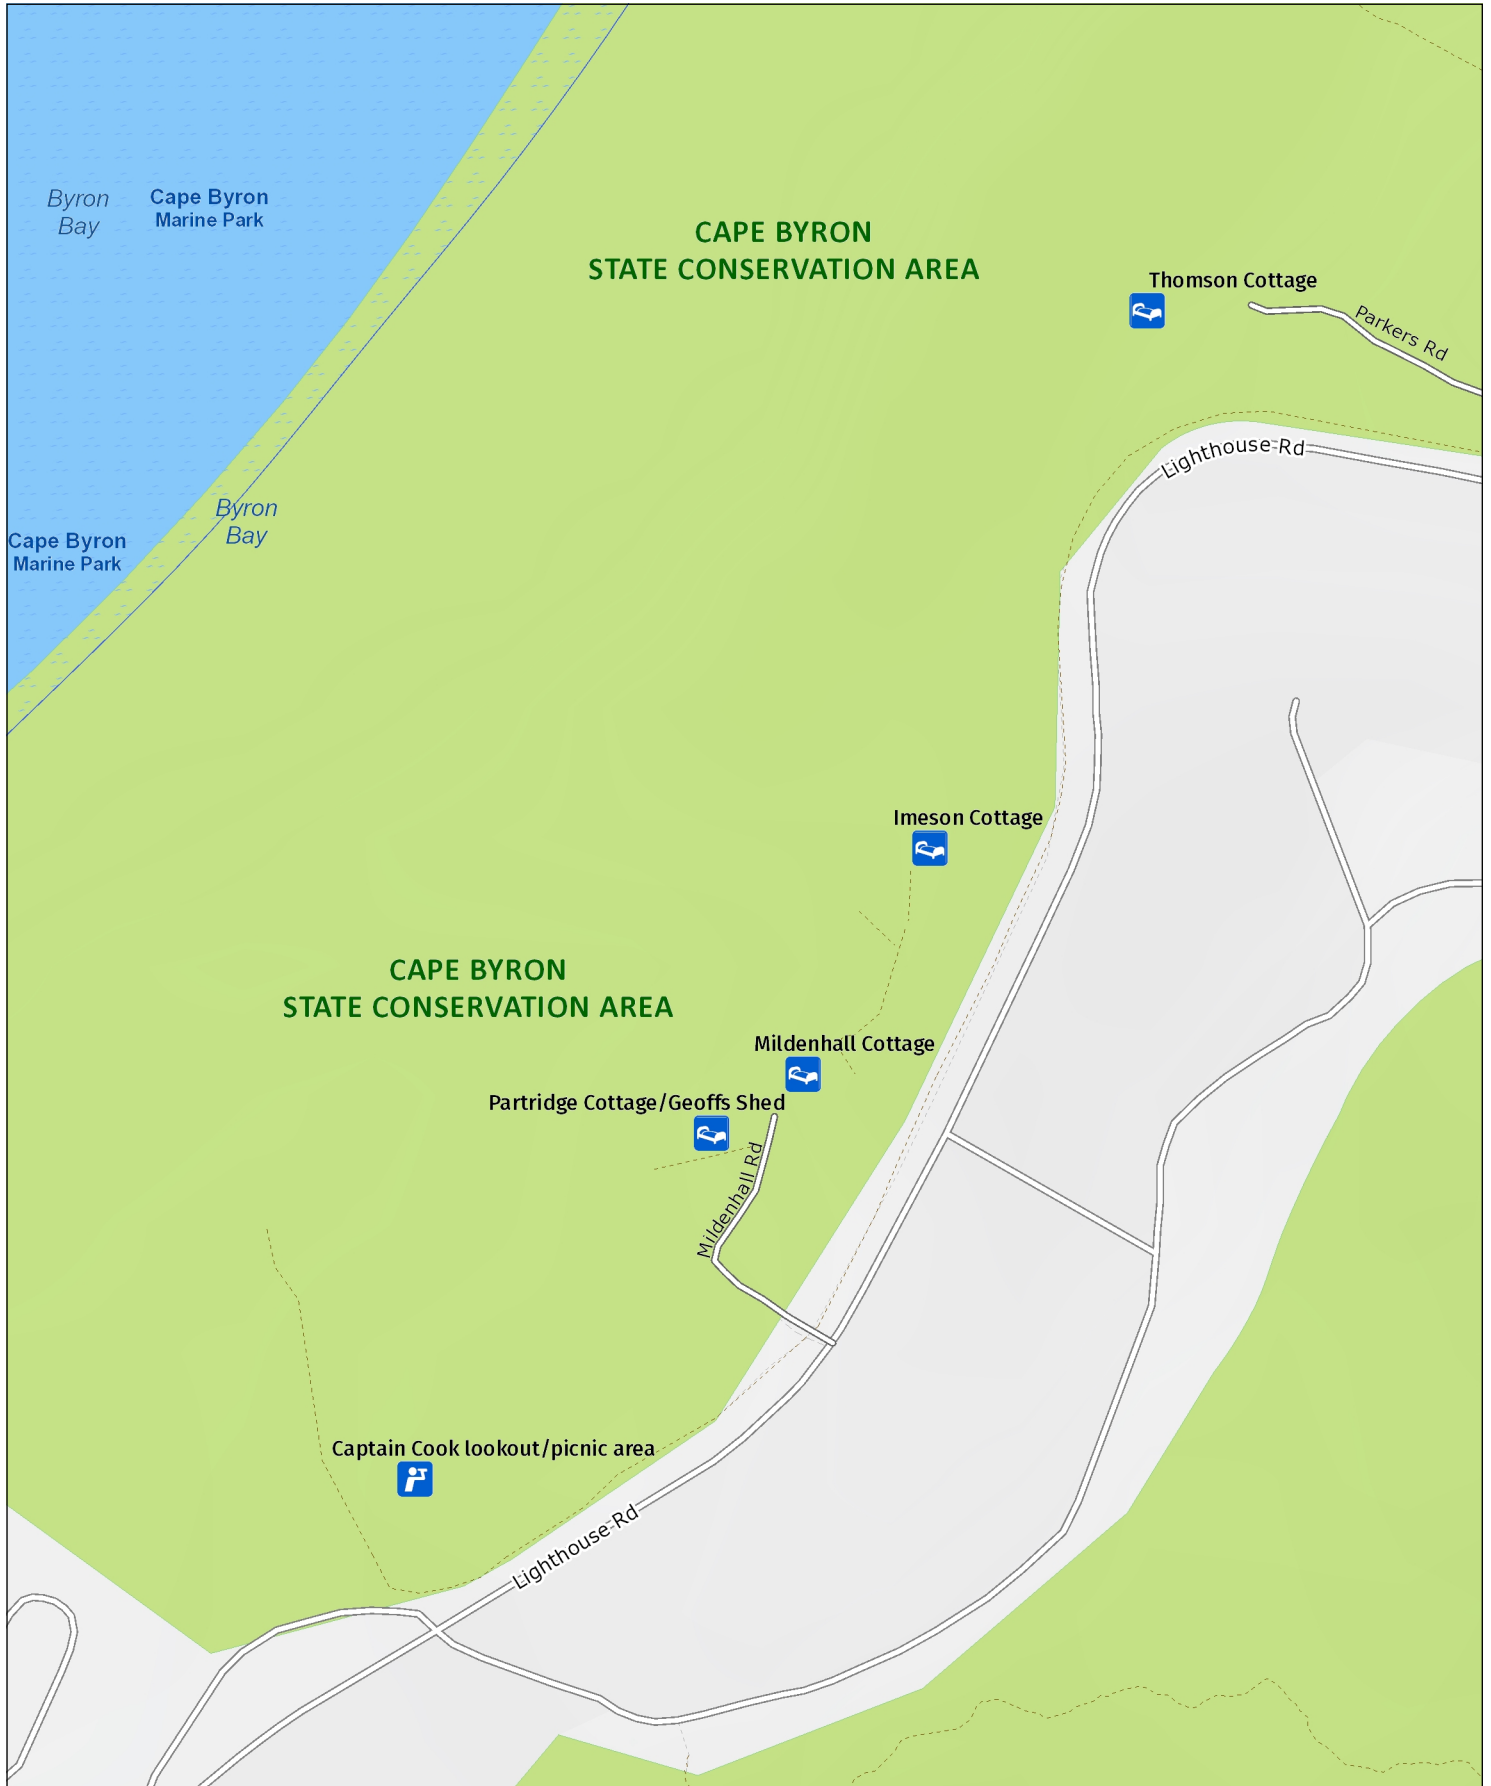 Byron
Bay
Cape Byron
Marine Park
CAPE BYRON
STATE CONSERVATION AREA
Thomson Cottage
Parkers Rd
Lighthouse Rd
Byron
Bay
Cape Byron
Marine Park
Imeson Cottage
CAPE BYRON
STATE CONSERVATION AREA
Mildenhall Cottage
Partridge Cottage/Geoffs Shed
Mildenhall Rd
Captain Cook lookout/picnic area
Lighthouse Rd